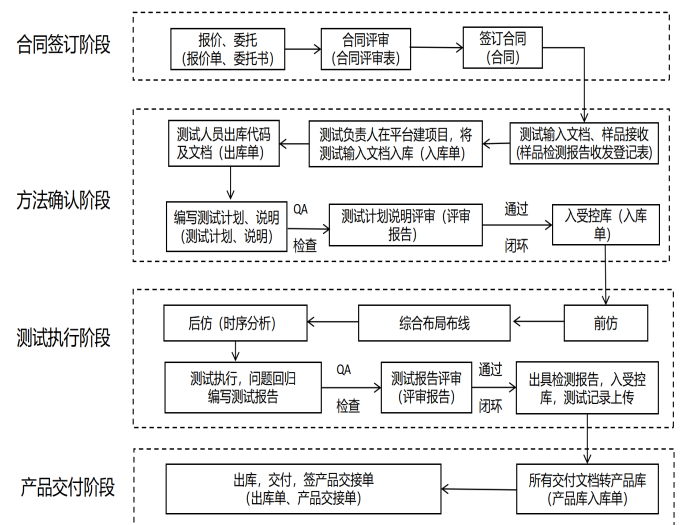 合同签订阶段
报价、委托
(报价单、委托书)
合同评审
(合同评审表)
签订合同
(合同)
方法确认阶段
测试输入文档、样品接收
(样品检测报告收发登记表)
测试负责人在平台建项目，将
测试输入文档入库（入库单）
测试人员出库代码
及文档（出库单）
编写测试计划、说明
(测试计划、说明)
QA
检查
测试计划说明评审（评审
报告）
通过
闭环
入受控库（入库
单）
测试执行阶段
前仿
综合布局布线
后仿（时序分析）
测试执行，问题回归
编写测试报告
QA
检查
测试报告评审
(评审报告)
通过
闭环
出具检测报告，入受控
库，测试记录上传
产品交付阶段
所有交付文档转产品库
(产品库入库单)
出库，交付，签产品交接单
(出库单、产品交接单)